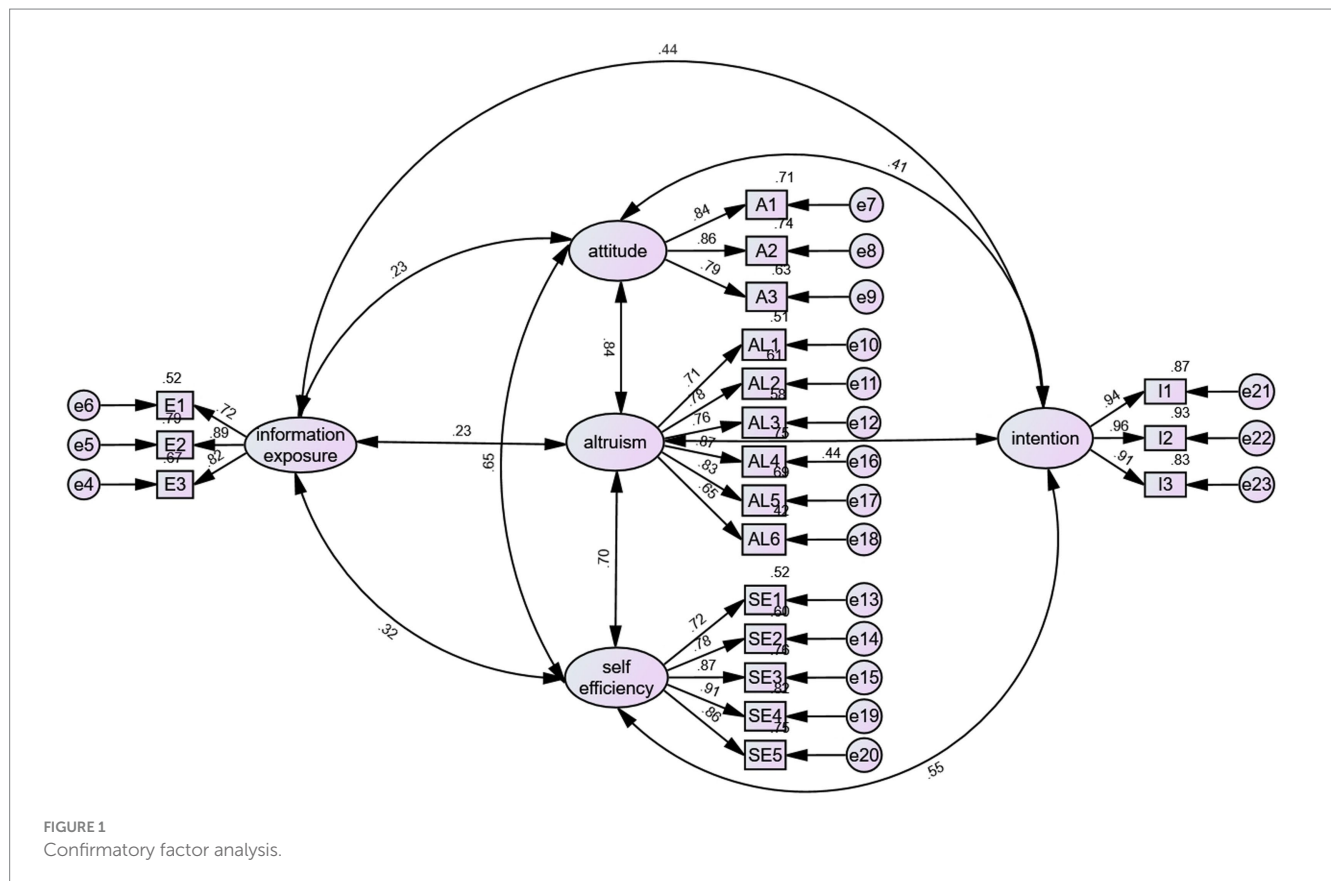 .44
.41
.71
.84
A1
e7
.74
.86
A2
e8
attitude
.63
.79
A3
e9
.23
.51
AL1
e10
.84
.61
.71
AL2
e11
.78
.58
.76
AL3
e12
.75
.87
AL4
e16
.44
.69
.83
AL5
e17
.42
.65
AL6
e18
altruism
.23
.52
e6
E1
.72
.79
e5
E2
.89
.67
e4
E3
.82
information
exposure
intention
.87
.94
I1
e21
.93
.96
I2
e22
.83
.91
I3
e23
.65
.70
.32
.52
.72
SE1
e13
.60
.78
SE2
e14
.76
.87
SE3
e15
.82
.91
SE4
e19
.75
.86
SE5
e20
self
efficiency
.55
FIGURE 1
Confirmatory factor analysis.